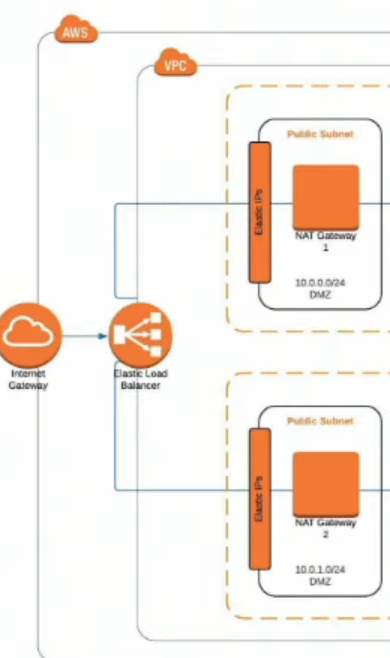 AWS
VPC
Public Subnet
Elastic IPs
NAT Gateway
1
10.0.0.0/24
DMZ
Internet
Gateway
Elastic Load
Balancer
Public Subnet
Elastic IPs
NAT Gateway
2
10.0.1.0/24
DMZ